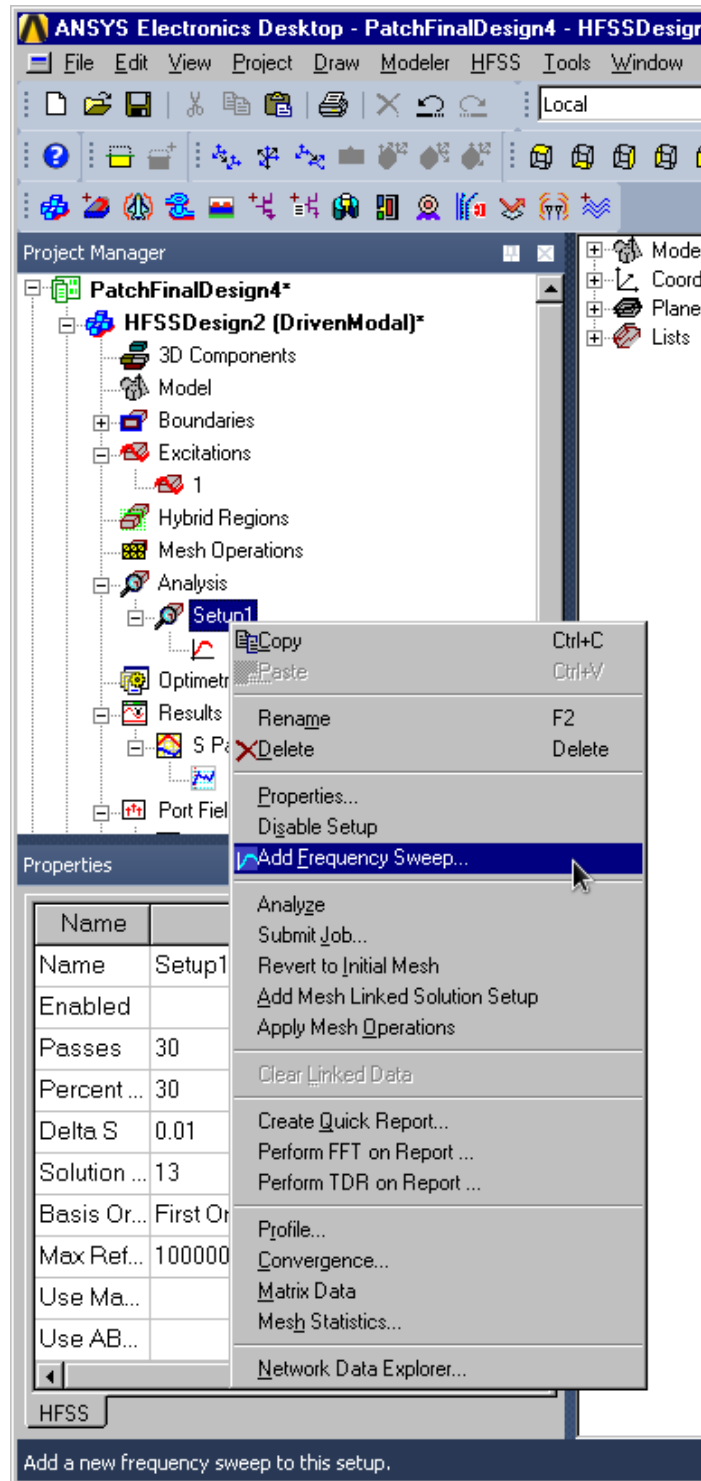 ANSYS Electronics Desktop - PatchFinalDesign4 - HFSSDesign
File Edit View Project Draw Modeler HFSS Tools Window
Local
Project Manager
PatchFinalDesign4*
HFSSDesign2 (DrivenModal)*
3D Components
Model
Boundaries
Excitations
1
Hybrid Regions
Mesh Operations
Analysis
Setup1
Optimetr
Results
S Pa
Port Fiel
Mode
Coord
Plane
Lists
Copy Ctrl+C
Paste Ctrl+V
Rename F2
Delete Delete
Properties...
Disable Setup
Add Frequency Sweep...
Analyze
Submit Job...
Revert to Initial Mesh
Add Mesh Linked Solution Setup
Apply Mesh Operations
Clear Linked Data
Create Quick Report...
Perform FFT on Report ...
Perform TDR on Report ...
Profile...
Convergence...
Matrix Data
Mesh Statistics...
Network Data Explorer...
Properties
Name
Name Setup1
Enabled
Passes 30
Percent ... 30
Delta S 0.01
Solution ... 13
Basis Or... First Or
Max Ref... 100000
Use Ma...
Use AB...
HFSS
Add a new frequency sweep to this setup.